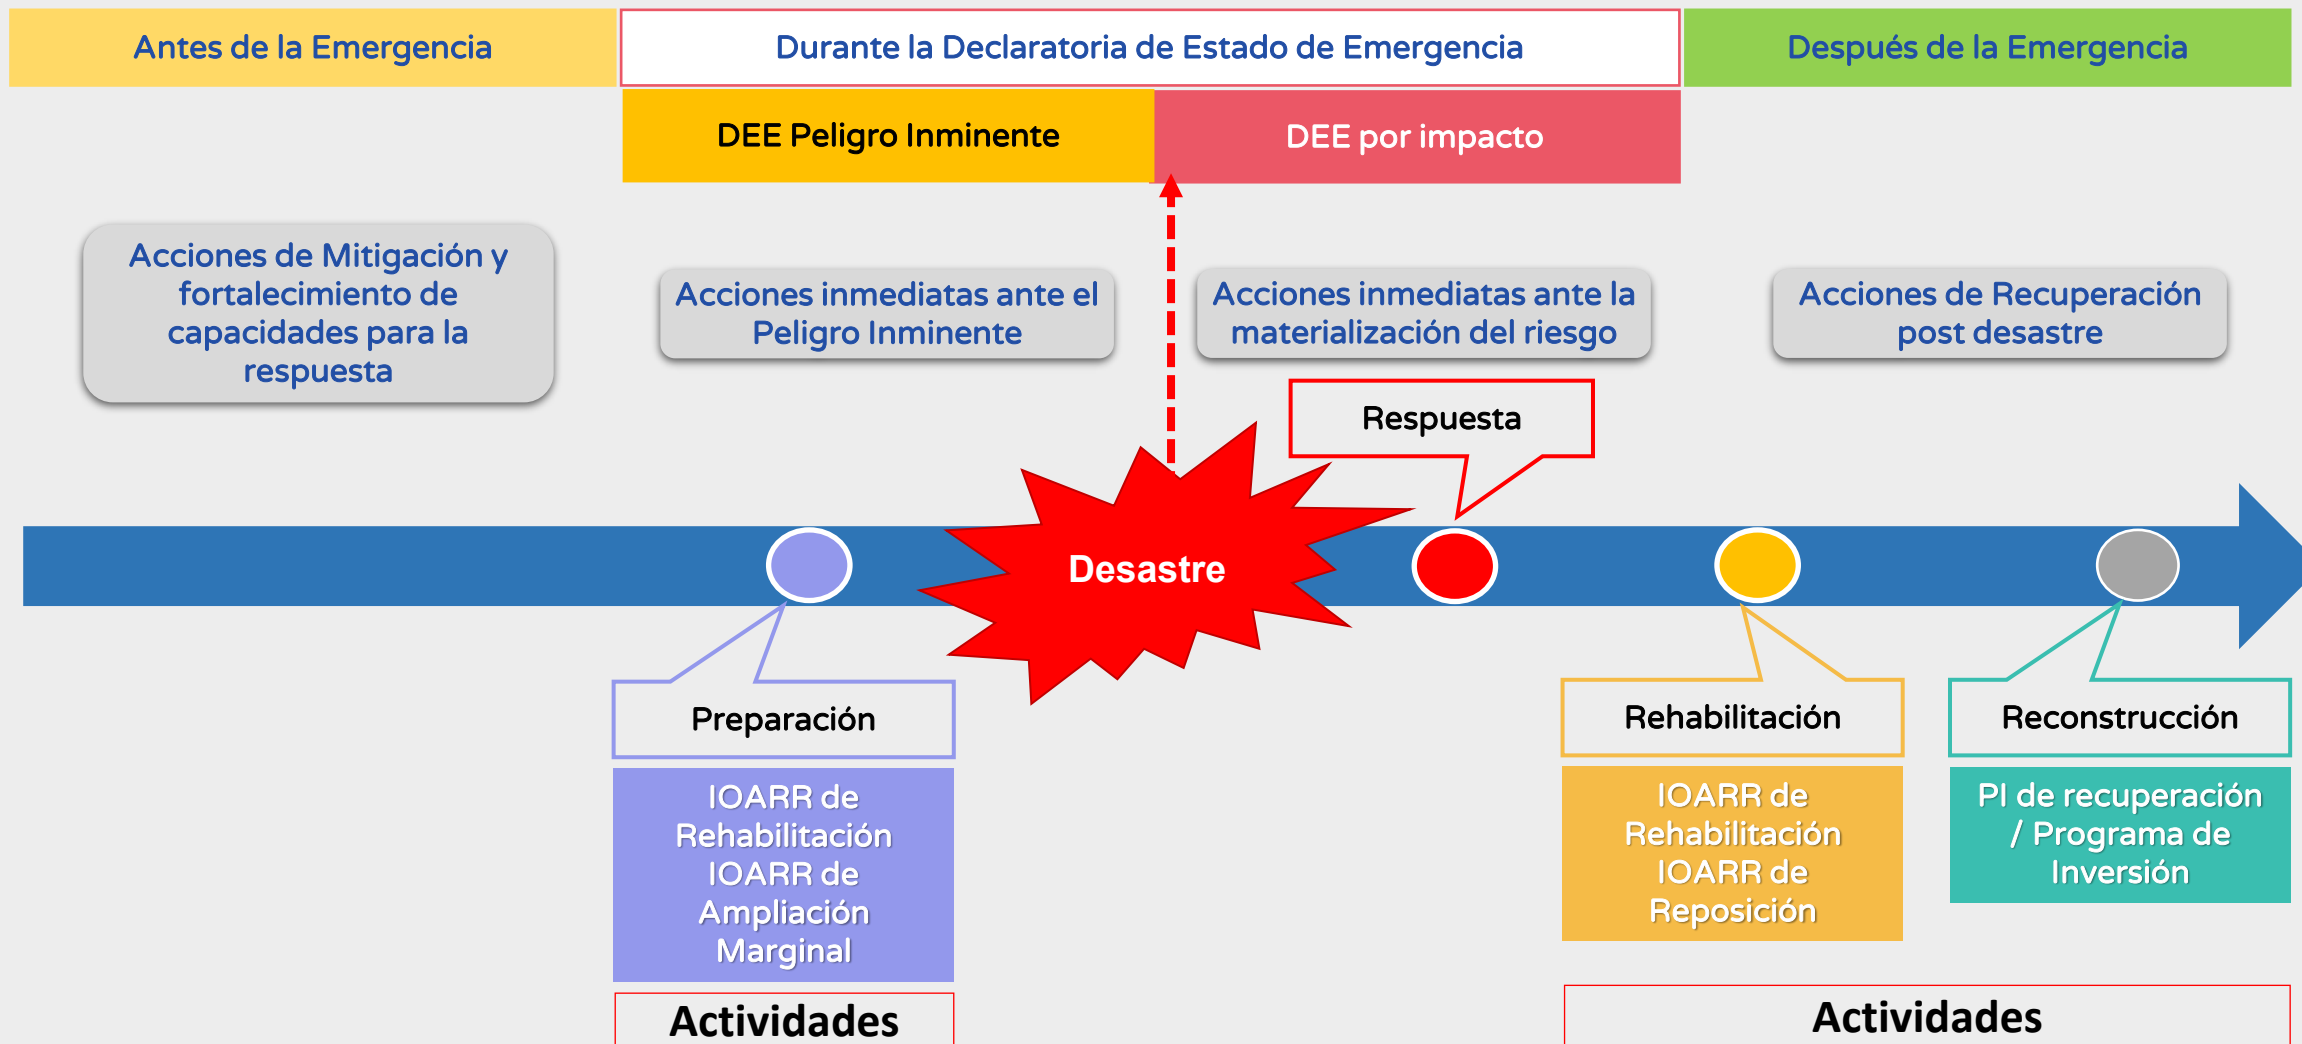 Antes de la Emergencia
Durante la Declaratoria de Estado de Emergencia
Después de la Emergencia
DEE Peligro Inminente
DEE por impacto
Acciones de Mitigación y
fortalecimiento de
capacidades para la
respuesta
Acciones inmediatas ante el
Peligro Inminente
Acciones inmediatas ante la
materialización del riesgo
Acciones de Recuperación
post desastre
Respuesta
Desastre
Preparación
IOARR de
Rehabilitación
IOARR de
Ampliación
Marginal
Actividades
Rehabilitación
IOARR de
Rehabilitación
IOARR de
Reposición
Reconstrucción
PI de recuperación
/ Programa de
Inversión
Actividades